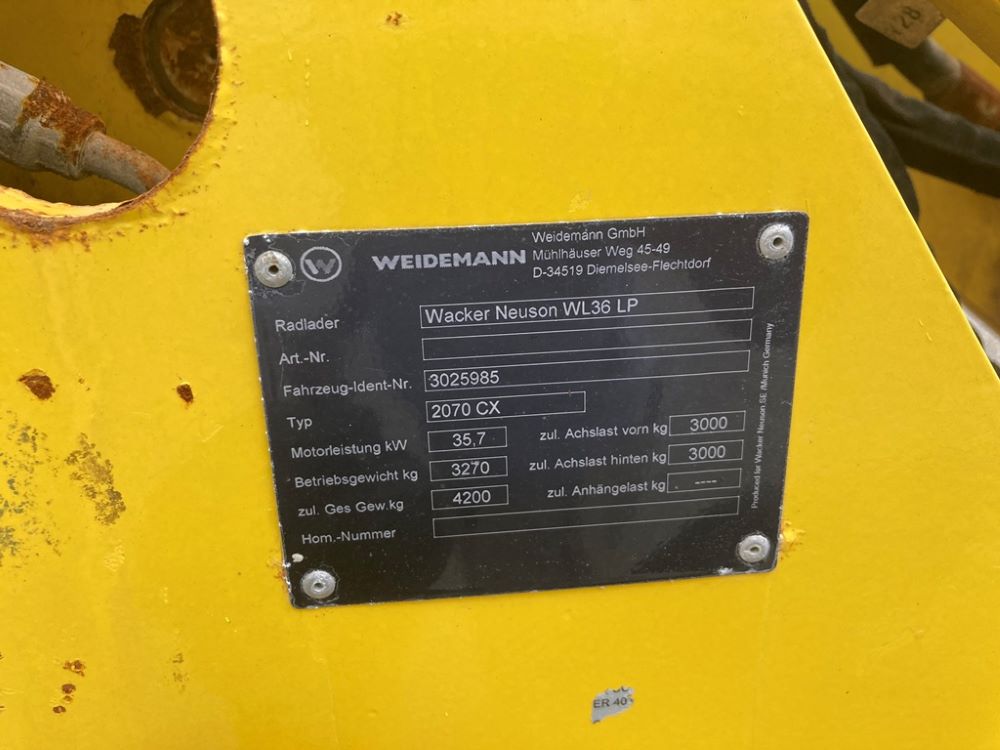 28
W WEIDEMANN
Weidemann GmbH
Mühlhäuser Weg 45-49
D-34519 Diemelsee-Flechtdorf
Radlader Wacker Neuson WL36 LP
Art.-Nr.
Fahrzeug-Ident-Nr. 3025985
Typ 2070 CX
Motorleistung kW 35,7 zul. Achslast vorn kg 3000
Betriebsgewicht kg 3270 zul. Achslast hinten kg 3000
zul. Ges Gew.kg 4200 zul. Anhängelast kg ----
Hom.-Nummer
Produced for Wacker Neuson SE /Munich Germany
ER 40